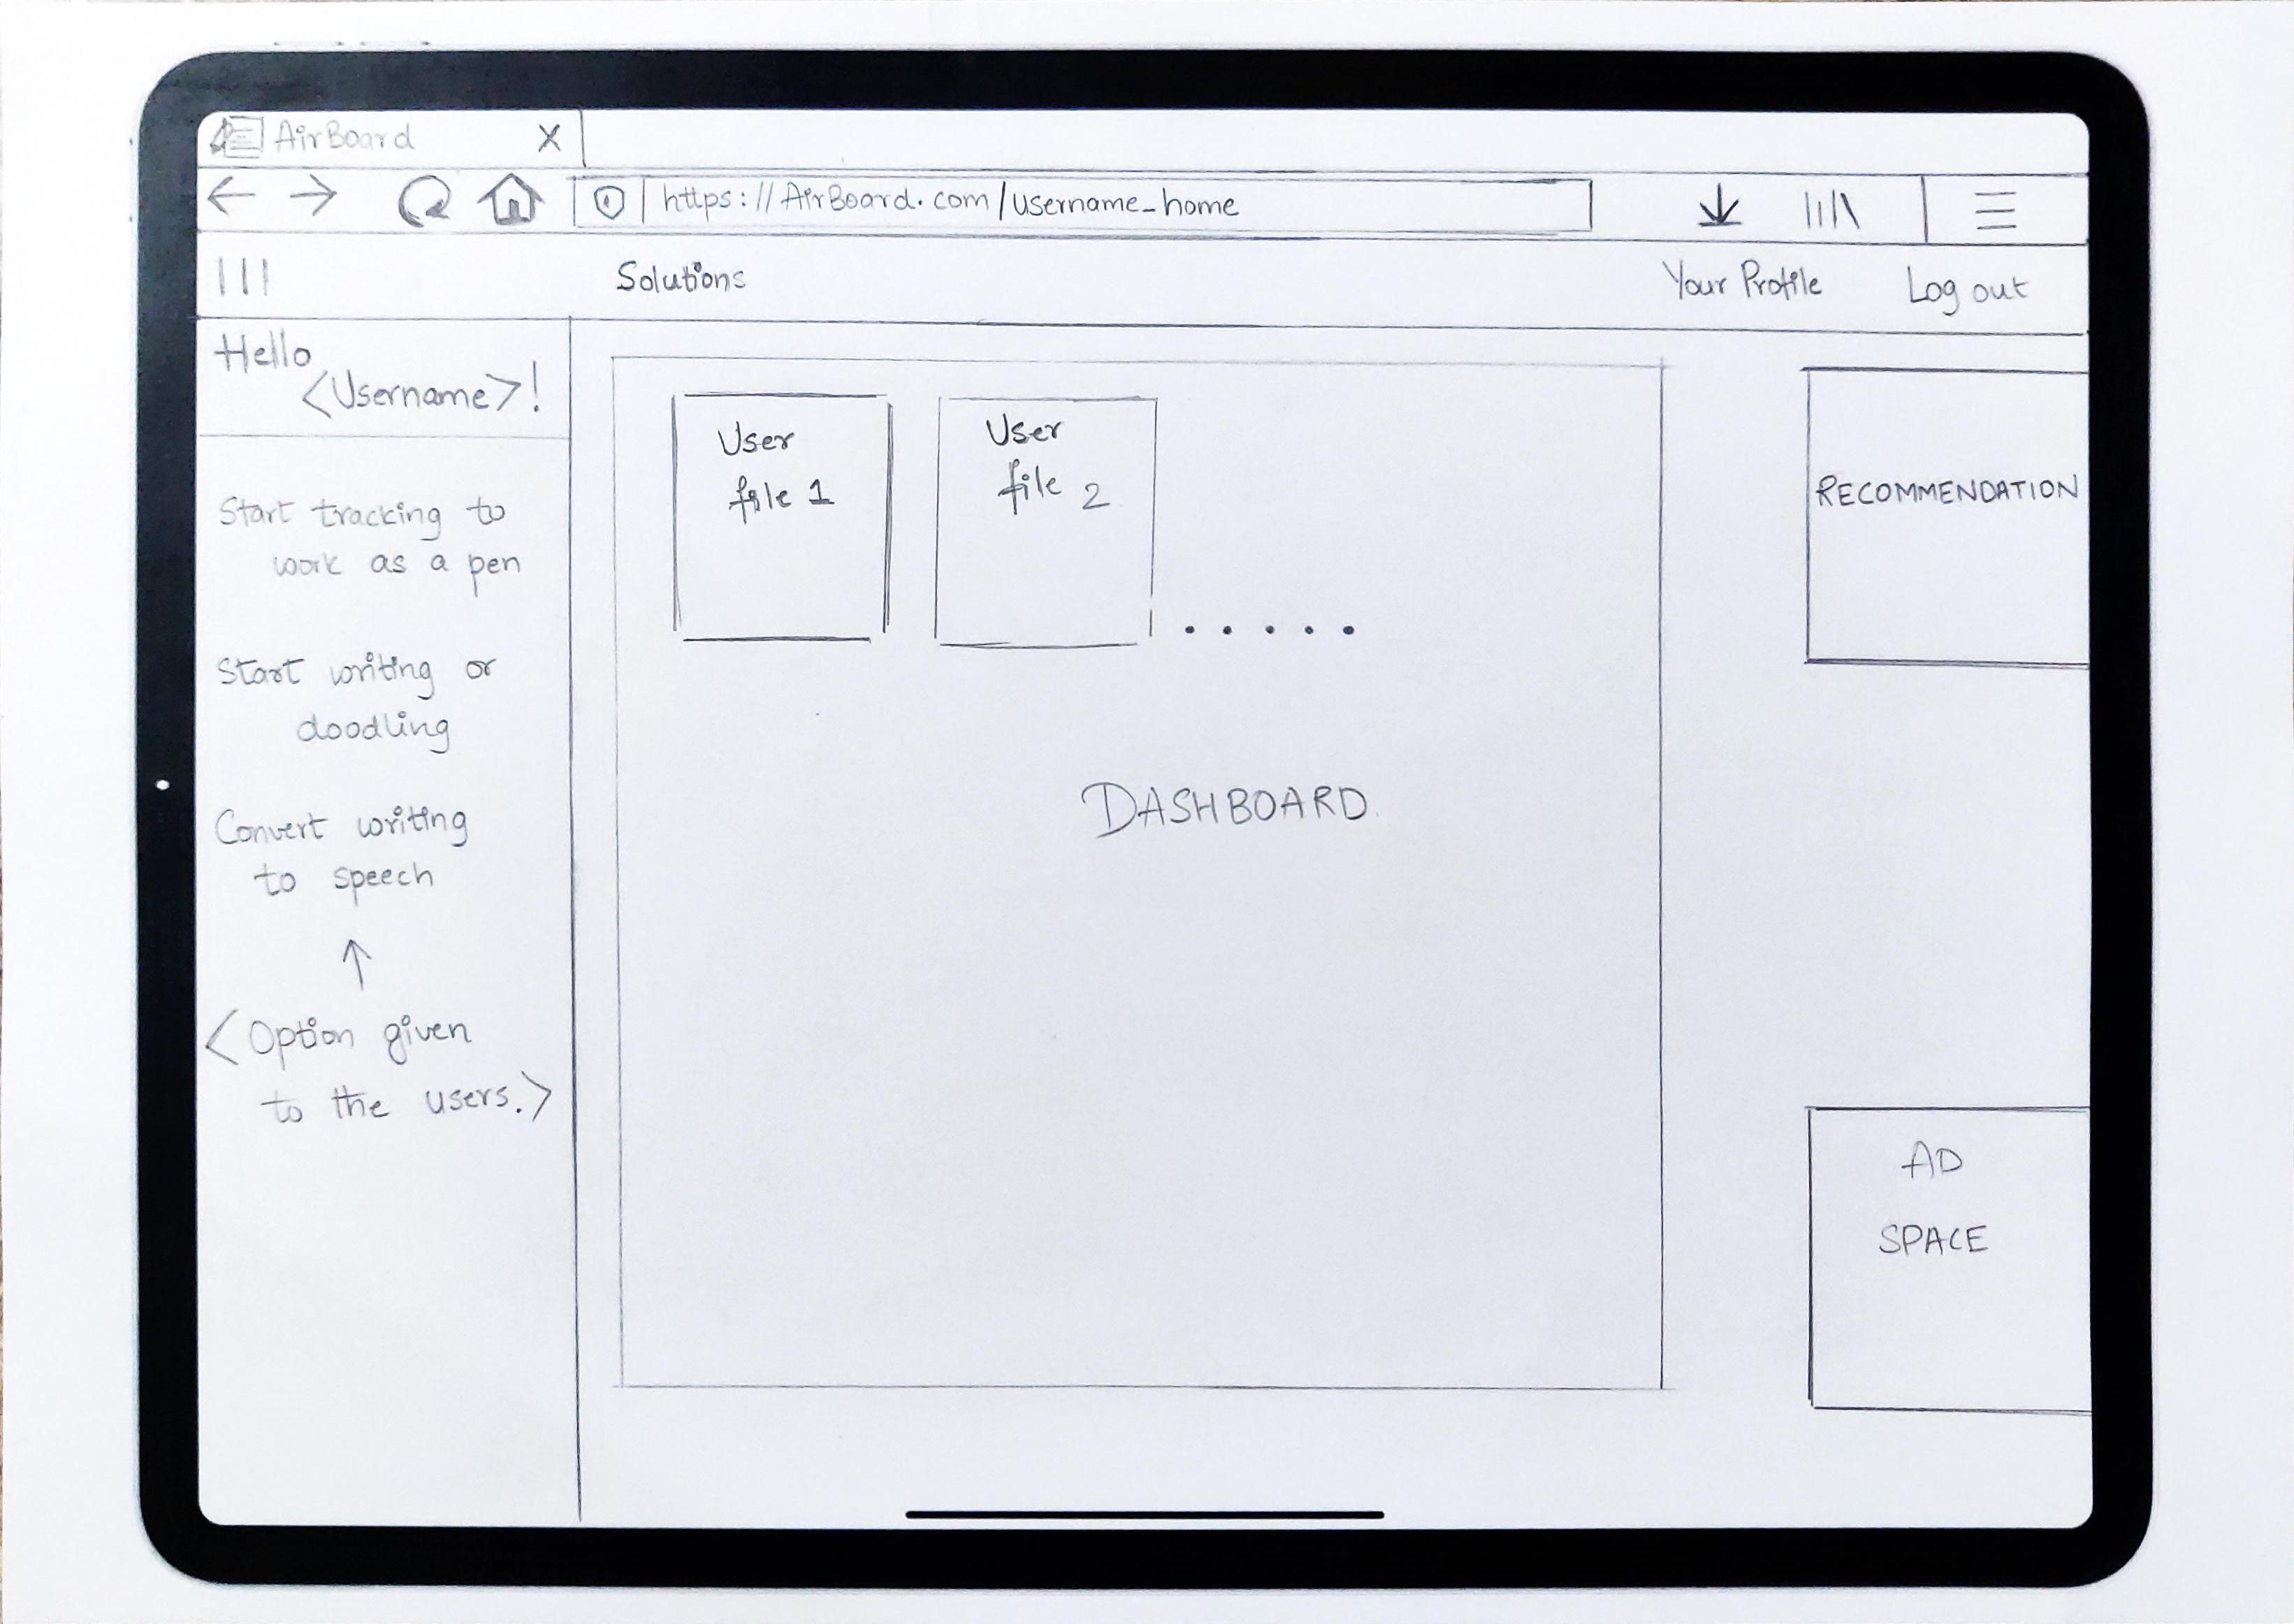 AirBoard X
https://AirBoard.com/username_home
Solutions
Your Profile
Log out
Hello
<Username>!
Start tracking to
work as a pen
Start writing or
doodling
Convert writing
to speech
<Option given
to the users.>
User
file 1
User
file 2
.....
DASHBOARD.
RECOMMENDATION
AD
SPACE